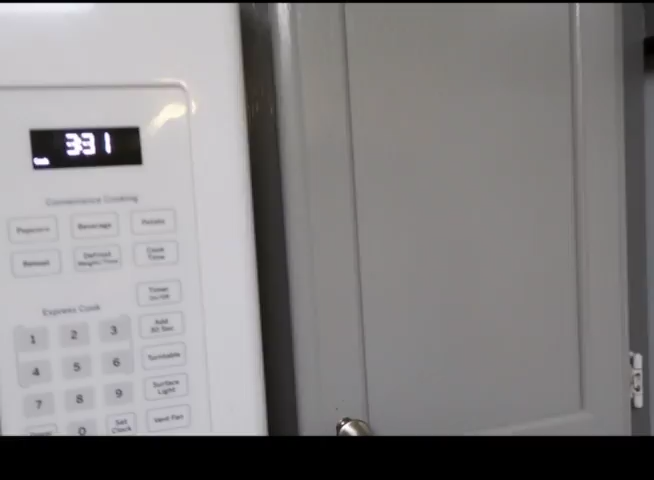 3:31
Convenience Cooking
Popcorn Beverage Potato
Reheat Defrost Weight/Time Cook Time
Timer On/Off
Express Cook
1 2 3 Add 30 Sec
4 5 6 Turntable
7 8 9 Surface Light
0 Set Clock Vent Fan